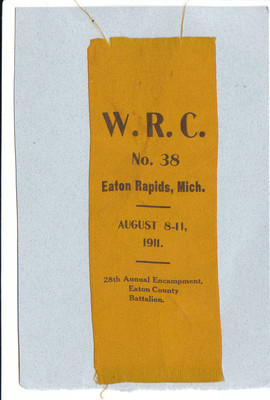 W. R. C.
No. 38
Eaton Rapids, Mich.
AUGUST 8-11,
1911.
28th Annual Encampment,
Eaton County
Battalion.